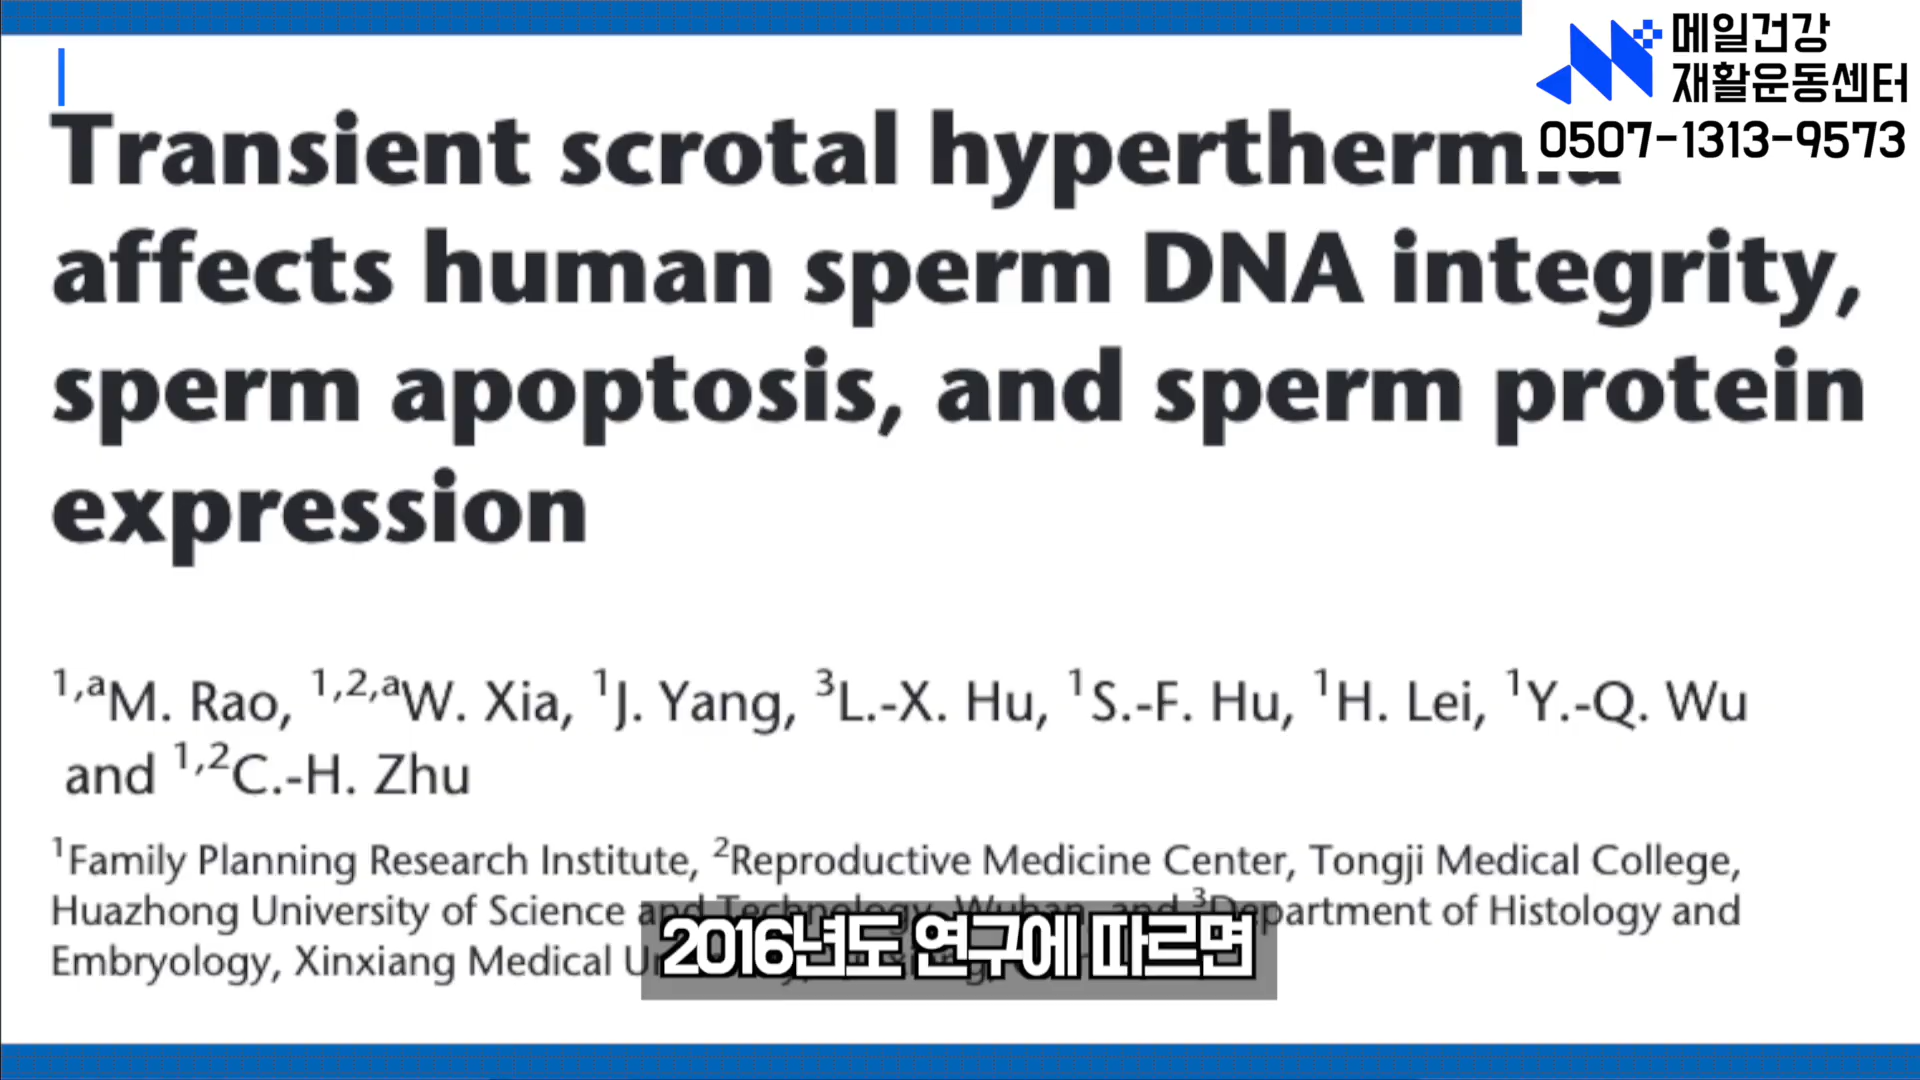 메일건강
재활운동센터
0507-1313-9573
Transient scrotal
affects human sperm DNA integrity,
sperm apoptosis, and sperm protein
expression
1,aM. Rao, 1,2,aW. Xia, 1J. Yang, 3L.-X. Hu, 1S.-F. Hu, 1H. Lei, 1Y.-Q. Wu
and 1,2C.-H. Zhu
1Family Planning Research Institute, 2Reproductive Medicine Center, Tongji Medical College,
Huazhong University of Science and Technology, Wuhan, and 3Department of Histology and
Embryology, Xinxiang Medical
2016년도 연구에 따르면